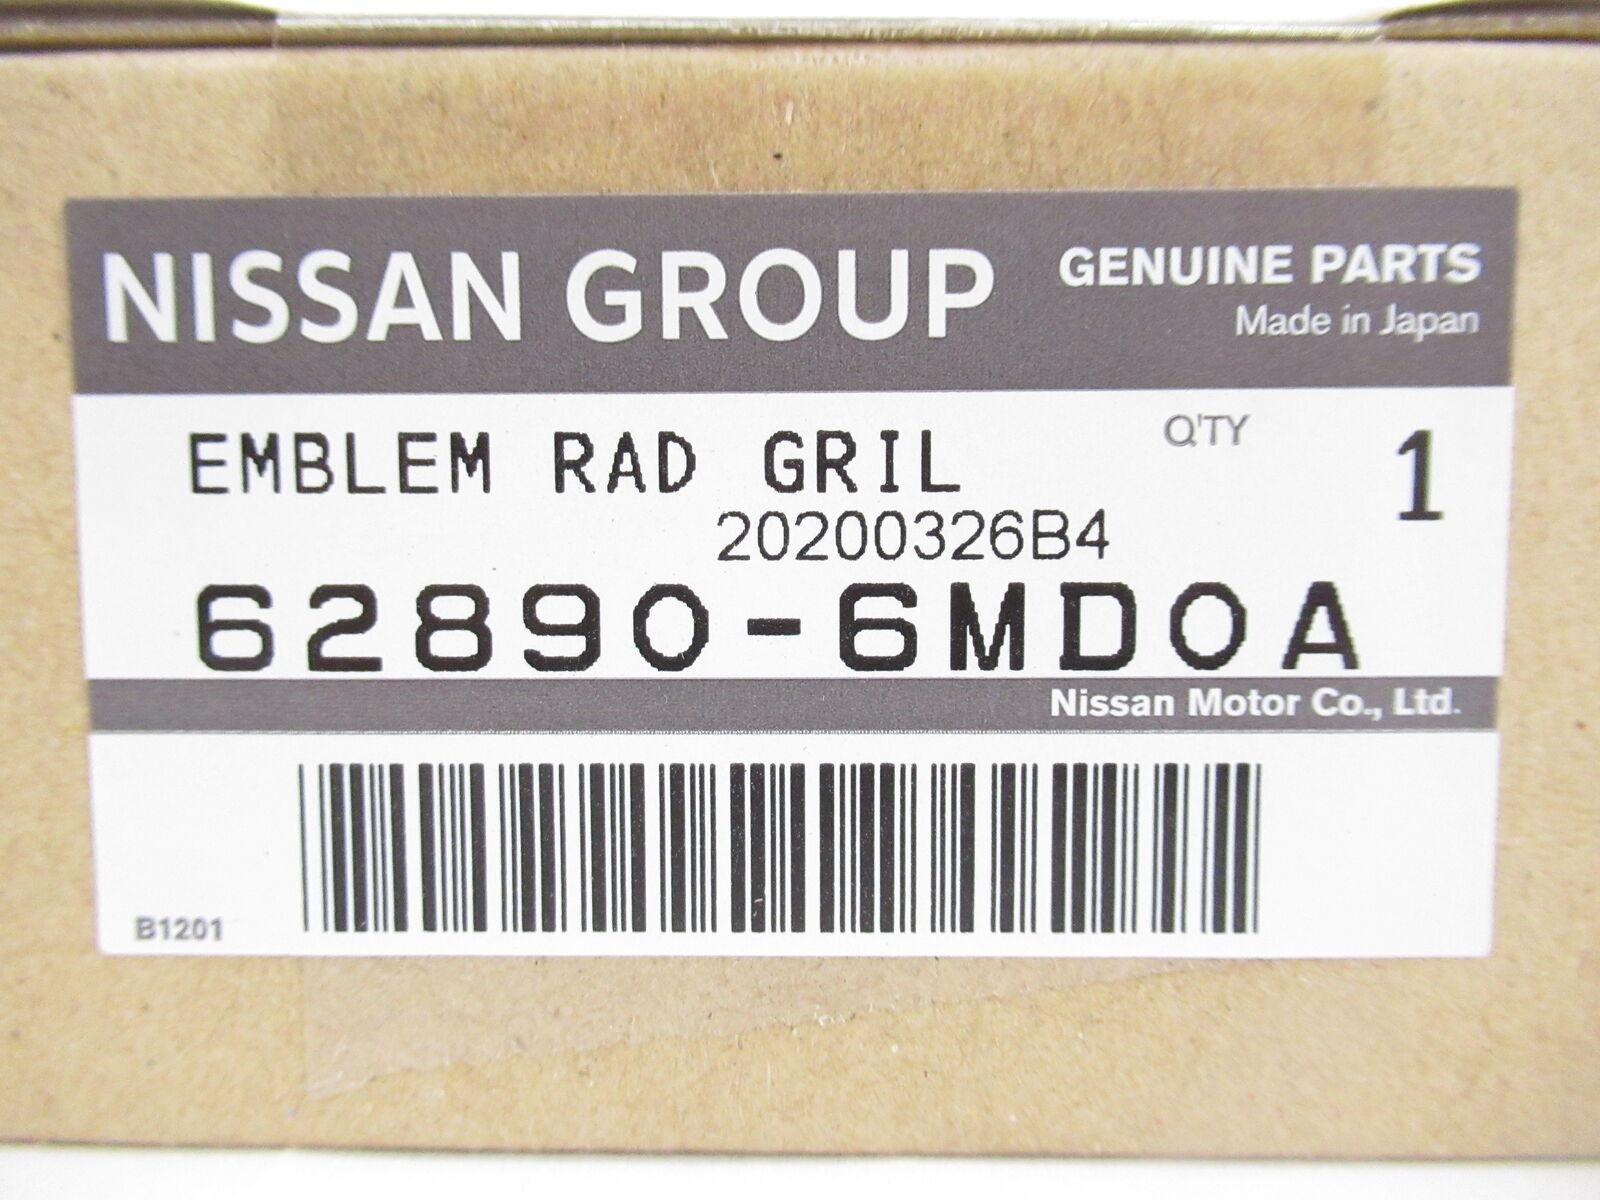 NISSAN GROUP
GENUINE PARTS
Made in Japan
EMBLEM RAD GRIL
Q'TY
1
20200326B4
62890-6MD0A
Nissan Motor Co., Ltd.
B1201